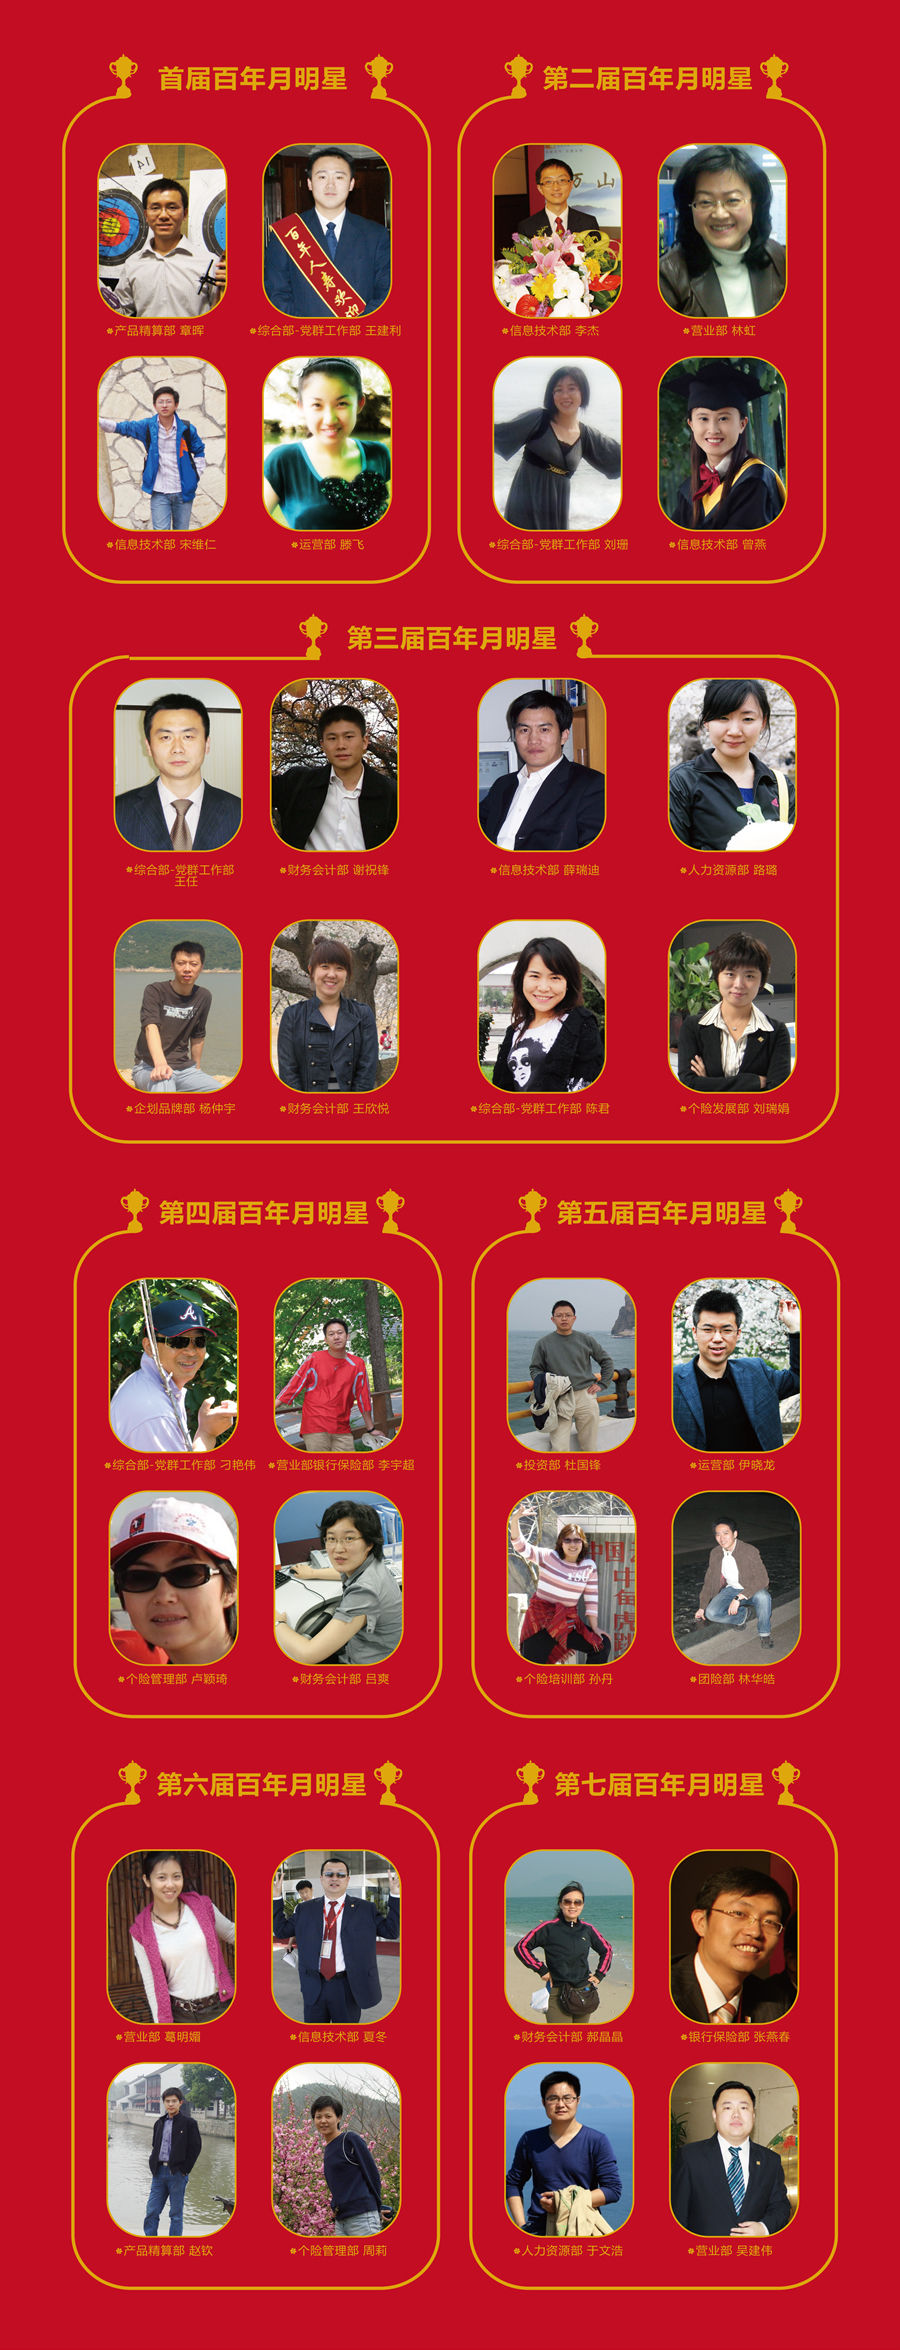 首届百年月明星
14
百年人寿欢迎
产品精算部 章晖
综合部-党群工作部 王建利
信息技术部 宋维仁
运营部 滕飞
第二届百年月明星
万山
信息技术部 李杰
营业部 林虹
综合部-党群工作部 刘珊
信息技术部 曾燕
第三届百年月明星
综合部-党群工作部
王任
财务会计部 谢祝锋
信息技术部 薛瑞迪
人力资源部 路璐
企划品牌部 杨仲宇
财务会计部 王欣悦
综合部-党群工作部 陈君
个险发展部 刘瑞娟
第四届百年月明星
A
综合部-党群工作部 刁艳伟
营业部银行保险部 李宇超
个险管理部 卢颖琦
财务会计部 吕爽
第五届百年月明星
投资部 杜国锋
运营部 伊晓龙
中国
中
虎
跳
个险培训部 孙丹
团险部 林华皓
第六届百年月明星
营业部 葛明媚
信息技术部 夏冬
产品精算部 赵钦
个险管理部 周莉
第七届百年月明星
财务会计部 郝晶晶
银行保险部 张燕春
人力资源部 于文浩
营业部 吴建伟